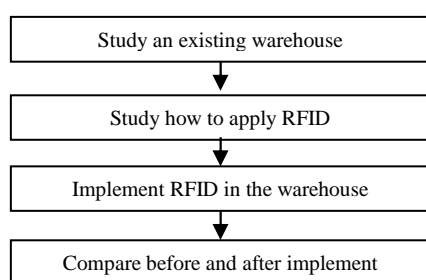 Study an existing warehouse
Study how to apply RFID
Implement RFID in the warehouse
Compare before and after implement